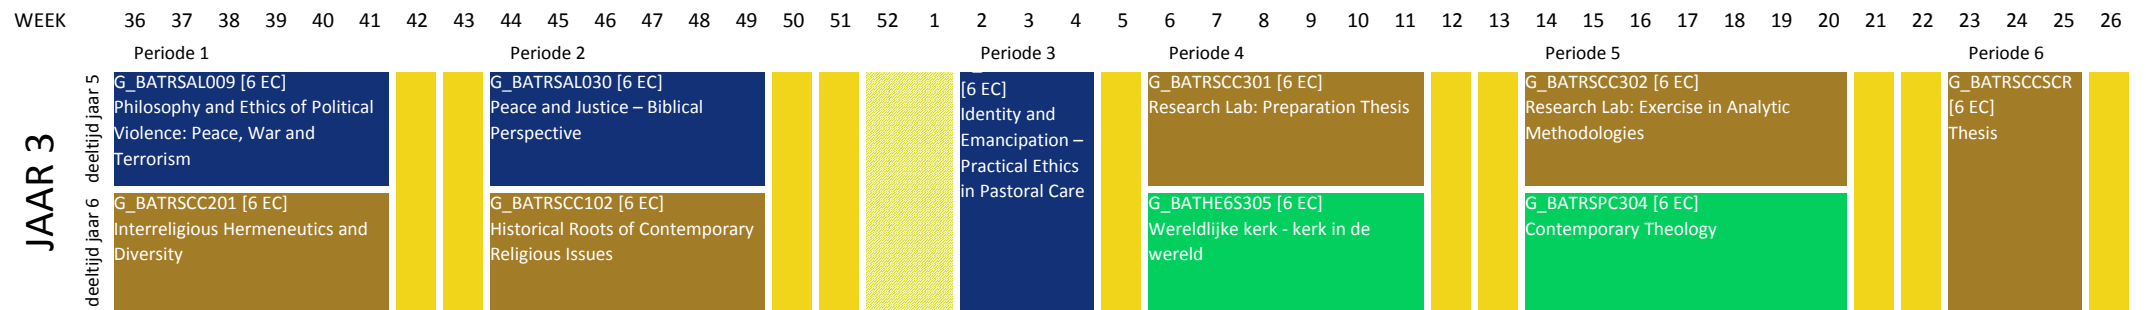 WEEK 36 37 38 39 40 41 42 43 44 45 46 47 48 49 50 51 52 1 2 3 4 5 6 7 8 9 10 11 12 13 14 15 16 17 18 19 20 21 22 23 24 25 26
Periode 1 Periode 2 Periode 3 Periode 4 Periode 5 Periode 6
JAAR 3
deeltijd jaar 5
deeltijd jaar 6
G_BATRSAL009 [6 EC]
Philosophy and Ethics of Political
Violence: Peace, War and
Terrorism
G_BATRSCC201 [6 EC]
Interreligious Hermeneutics and
Diversity
G_BATRSAL030 [6 EC]
Peace and Justice – Biblical
Perspective
G_BATRSCC102 [6 EC]
Historical Roots of Contemporary
Religious Issues
[6 EC]
Identity and
Emancipation –
Practical Ethics
in Pastoral Care
G_BATRSCC301 [6 EC]
Research Lab: Preparation Thesis
G_BATHE6S305 [6 EC]
Wereldlijke kerk - kerk in de
wereld
G_BATRSCC302 [6 EC]
Research Lab: Exercise in Analytic
Methodologies
G_BATRSPC304 [6 EC]
Contemporary Theology
G_BATRSCCSCR
[6 EC]
Thesis